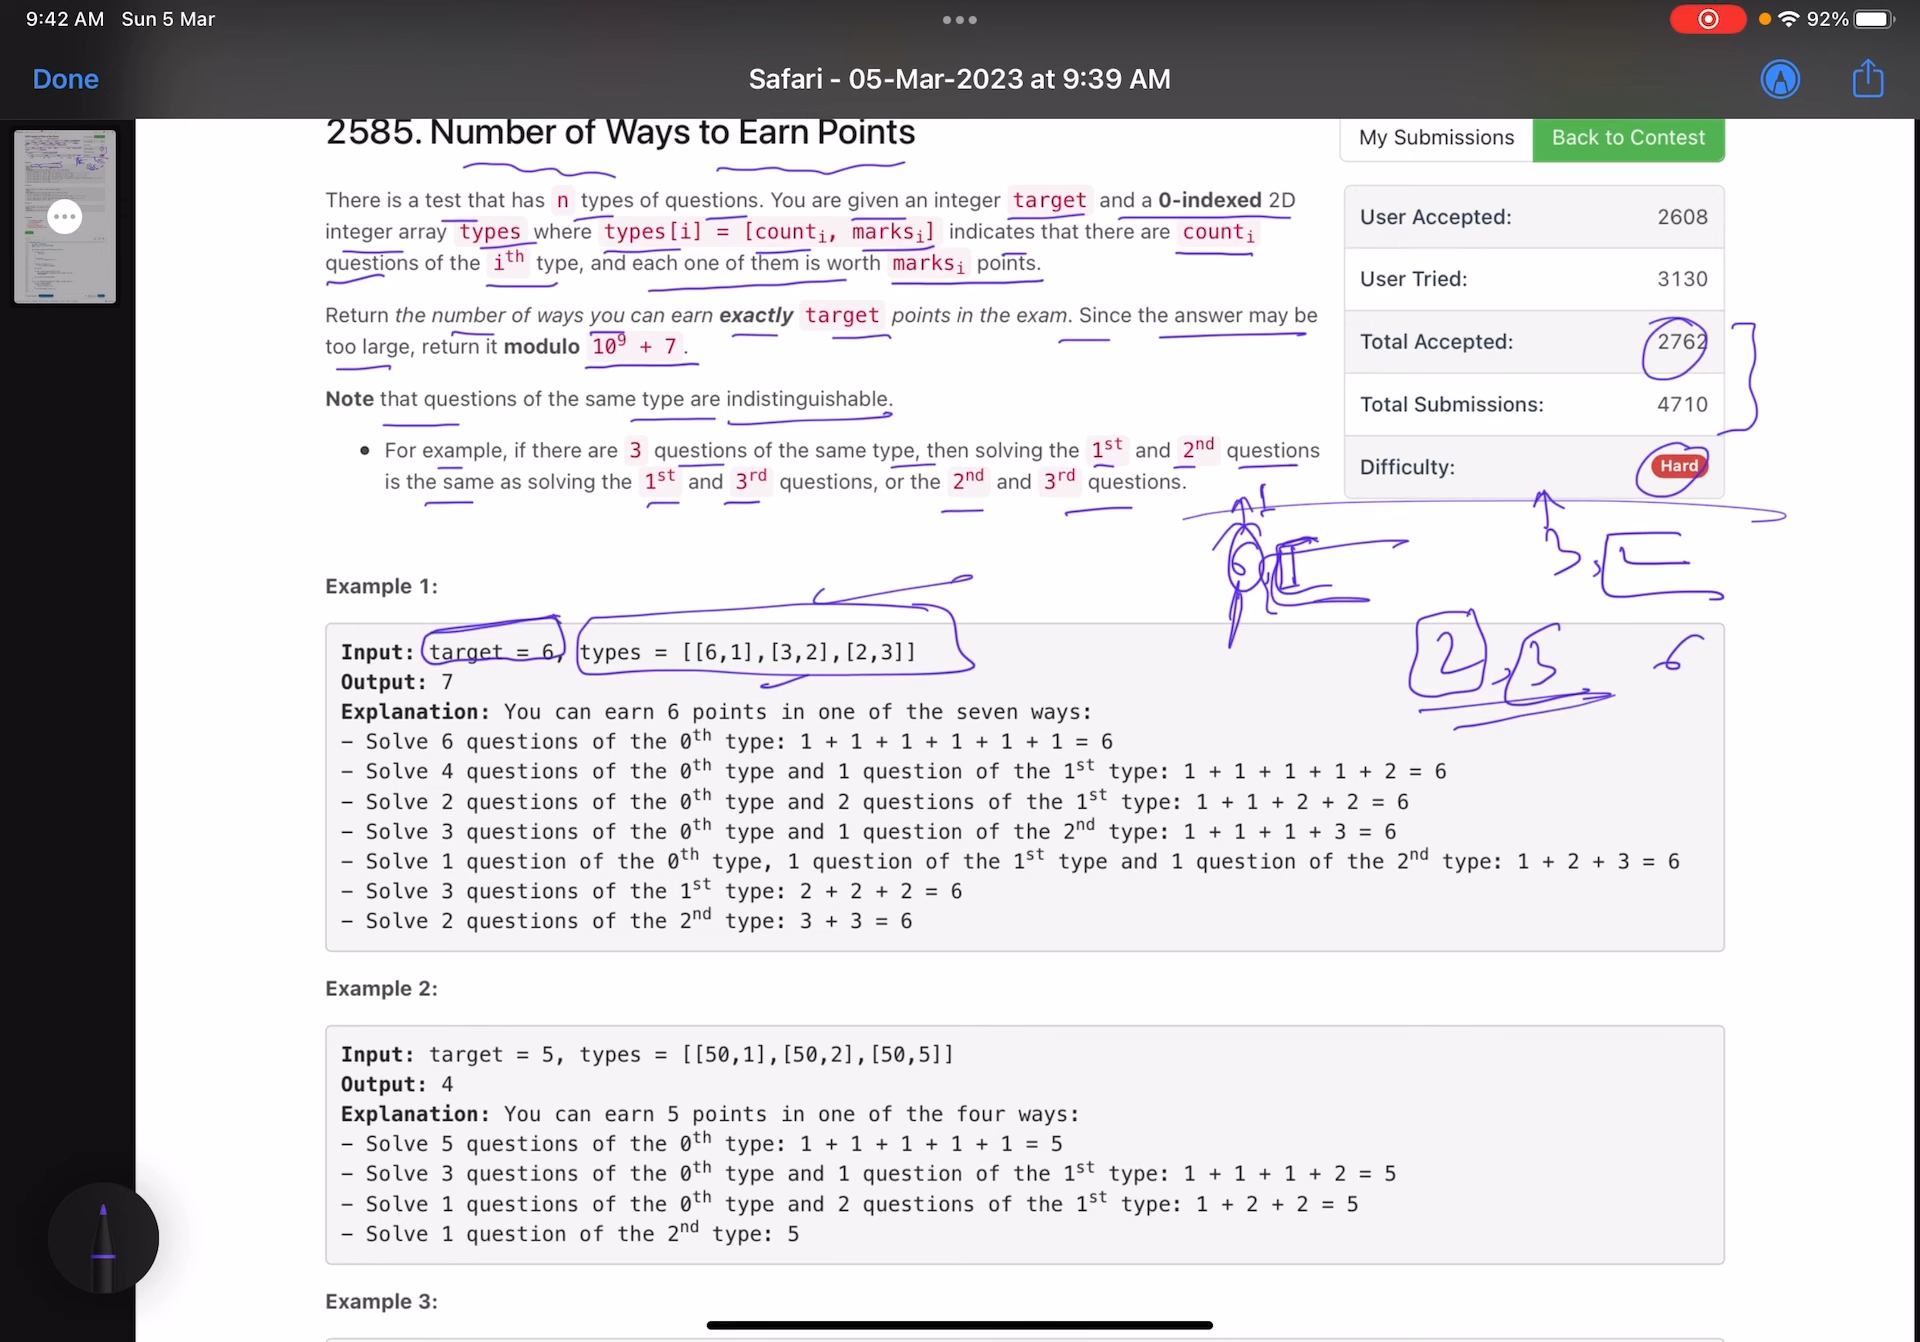 9:42 AM Sun 5 Mar
92%
Done
Safari - 05-Mar-2023 at 9:39 AM
2585. Number of Ways to Earn Points
My Submissions
Back to Contest
There is a test that has n types of questions. You are given an integer target and a 0-indexed 2D
integer array types where types[i] = [countᵢ, marksᵢ] indicates that there are countᵢ
questions of the iᵗʰ type, and each one of them is worth marksᵢ points.
Return the number of ways you can earn exactly target points in the exam. Since the answer may be
too large, return it modulo 10⁹ + 7.
Note that questions of the same type are indistinguishable.
• For example, if there are 3 questions of the same type, then solving the 1ˢᵗ and 2ⁿᵈ questions
is the same as solving the 1ˢᵗ and 3ʳᵈ questions, or the 2ⁿᵈ and 3ʳᵈ questions.
User Accepted: 2608
User Tried: 3130
Total Accepted: 2762
Total Submissions: 4710
Difficulty: Hard
6
3,
2, 3 6
Example 1:
Input: target = 6, types = [[6,1],[3,2],[2,3]]
Output: 7
Explanation: You can earn 6 points in one of the seven ways:
- Solve 6 questions of the 0ᵗʰ type: 1 + 1 + 1 + 1 + 1 + 1 = 6
- Solve 4 questions of the 0ᵗʰ type and 1 question of the 1ˢᵗ type: 1 + 1 + 1 + 1 + 2 = 6
- Solve 2 questions of the 0ᵗʰ type and 2 questions of the 1ˢᵗ type: 1 + 1 + 2 + 2 = 6
- Solve 3 questions of the 0ᵗʰ type and 1 question of the 2ⁿᵈ type: 1 + 1 + 1 + 3 = 6
- Solve 1 question of the 0ᵗʰ type, 1 question of the 1ˢᵗ type and 1 question of the 2ⁿᵈ type: 1 + 2 + 3 = 6
- Solve 3 questions of the 1ˢᵗ type: 2 + 2 + 2 = 6
- Solve 2 questions of the 2ⁿᵈ type: 3 + 3 = 6
Example 2:
Input: target = 5, types = [[50,1],[50,2],[50,5]]
Output: 4
Explanation: You can earn 5 points in one of the four ways:
- Solve 5 questions of the 0ᵗʰ type: 1 + 1 + 1 + 1 + 1 = 5
- Solve 3 questions of the 0ᵗʰ type and 1 question of the 1ˢᵗ type: 1 + 1 + 1 + 2 = 5
- Solve 1 questions of the 0ᵗʰ type and 2 questions of the 1ˢᵗ type: 1 + 2 + 2 = 5
- Solve 1 question of the 2ⁿᵈ type: 5
Example 3: